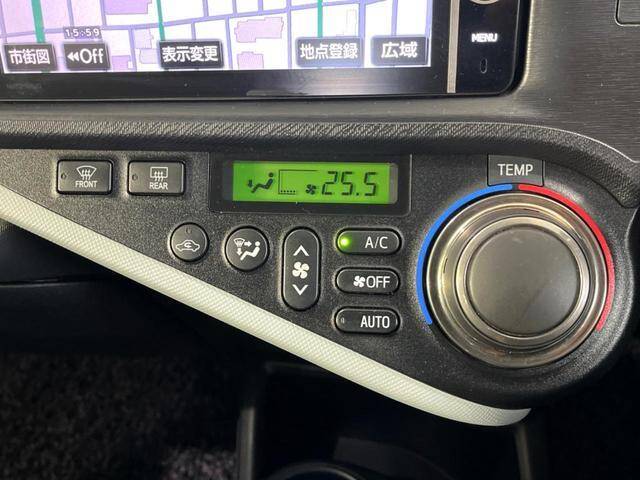 15:59
市街図 ◀◀Off 表示変更 地点登録 広域
MENU
TEMP
FRONT REAR
25.5
A/C
OFF
AUTO